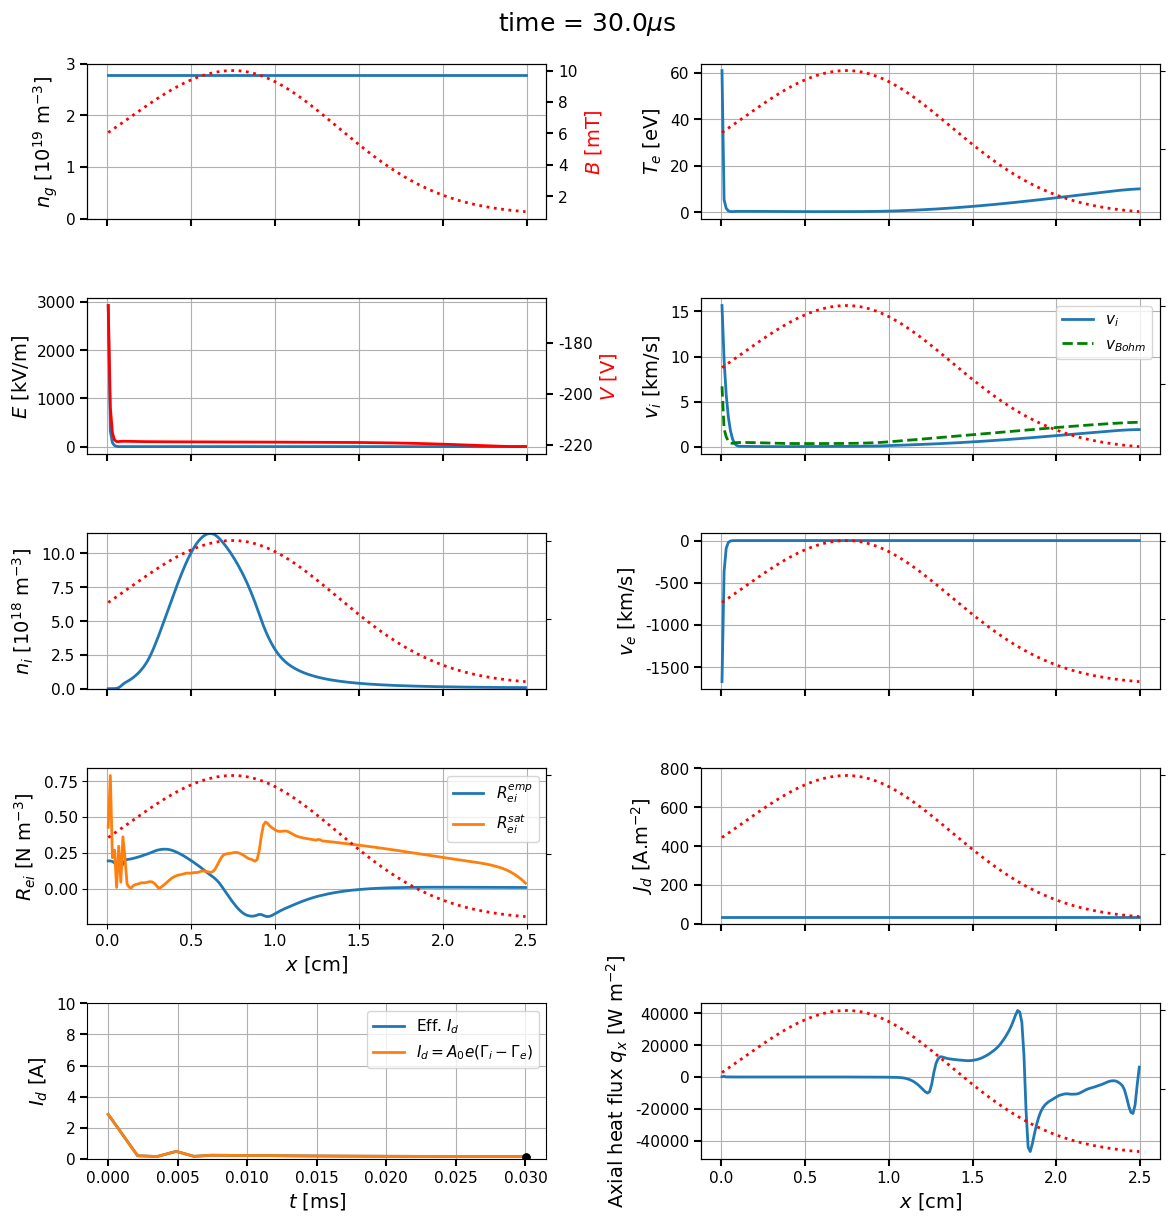 time = 30.0μs
3
2
1
0
n_g [10^19 m^−3]
10
8
6
4
2
B [mT]
60
40
20
0
T_e [eV]
3000
2000
1000
0
E [kV/m]
-180
-200
-220
V [V]
15
10
5
0
v_i [km/s]
v_i
v_Bohm
10.0
7.5
5.0
2.5
0.0
n_i [10^18 m^−3]
0
-500
-1000
-1500
v_e [km/s]
0.75
0.50
0.25
0.00
R_ei [N m^−3]
R_ei^emp
R_ei^sat
0.0 0.5 1.0 1.5 2.0 2.5
x [cm]
800
600
400
200
0
J_d [A.m^−2]
10
8
6
4
2
0
I_d [A]
Eff. I_d
I_d = A_0e(Γ_i − Γ_e)
0.000 0.005 0.010 0.015 0.020 0.025 0.030
t [ms]
40000
20000
0
-20000
-40000
Axial heat flux q_x [W m^−2]
0.0 0.5 1.0 1.5 2.0 2.5
x [cm]